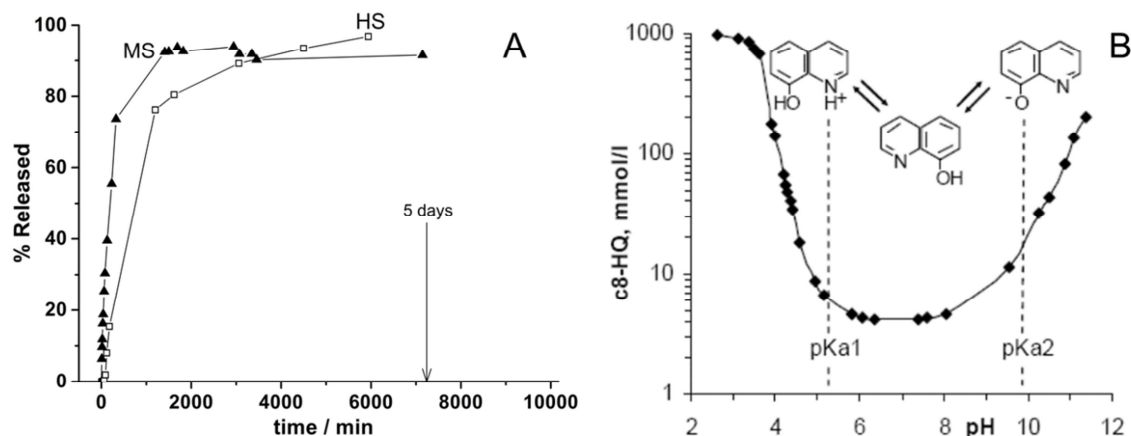 A
MS
HS
5 days
% Released
100
80
60
40
20
0
0 2000 4000 6000 8000 10000
time / min
B
HO N H+
N OH
-O N
pKa1
pKa2
c8-HQ, mmol/l
1000
100
10
1
2 4 6 pH 8 10 12